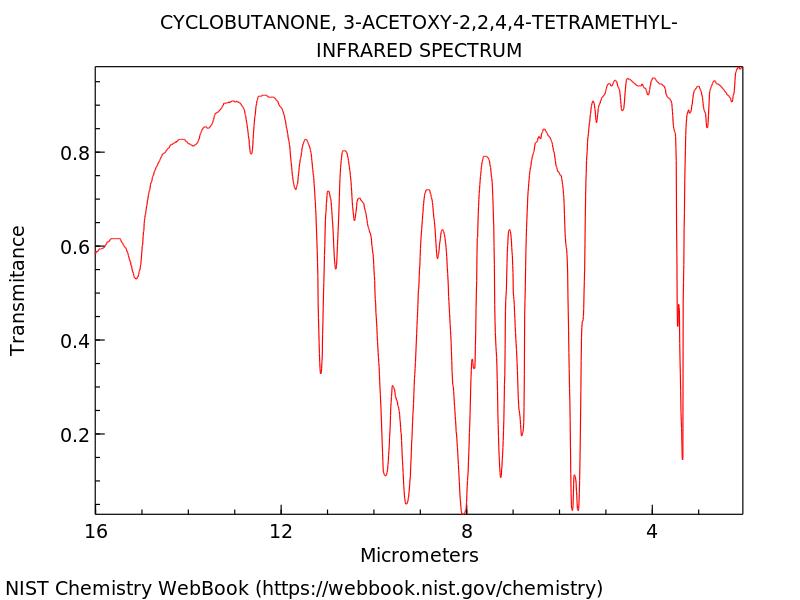 CYCLOBUTANONE, 3-ACETOXY-2,2,4,4-TETRAMETHYL-
INFRARED SPECTRUM
Transmitance
0.8
0.6
0.4
0.2
16 12 8 4
Micrometers
NIST Chemistry WebBook (https://webbook.nist.gov/chemistry)